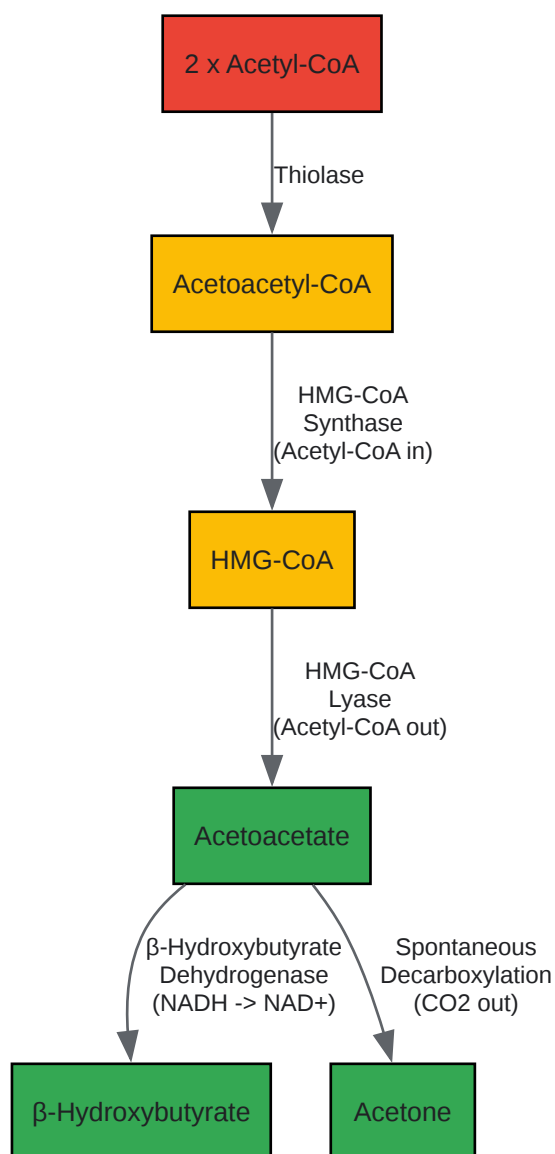 2 x Acetyl-CoA
Thiolase
Acetoacetyl-CoA
HMG-CoA
Synthase
(Acetyl-CoA in)
HMG-CoA
HMG-CoA
Lyase
(Acetyl-CoA out)
Acetoacetate
β-Hydroxybutyrate
Dehydrogenase
(NADH -> NAD+)
Spontaneous
Decarboxylation
(CO2 out)
β-Hydroxybutyrate
Acetone